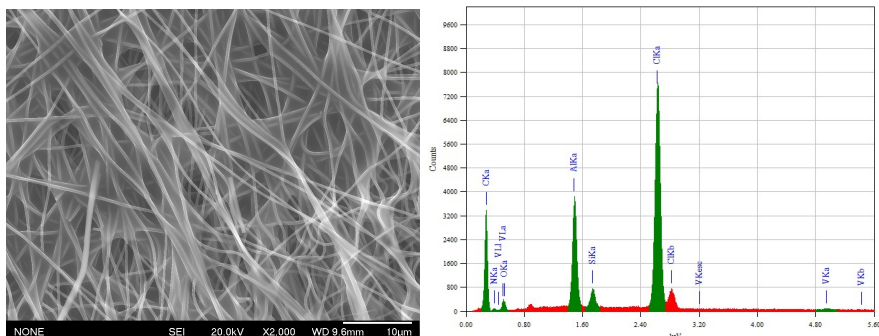 NONE SEI 20.0kV X2,000 WD 9.6mm 10μm
9600
8800
8000
7200
6400
5600
4800
4000
3200
2400
1600
800
0
Counts
CKa
NKa
VLl
VLa
OKa
AlKa
SiKa
ClKa
ClKb
VKesc
VKa
VKb
0.00 0.80 1.60 2.40 3.20 4.00 4.80 5.60